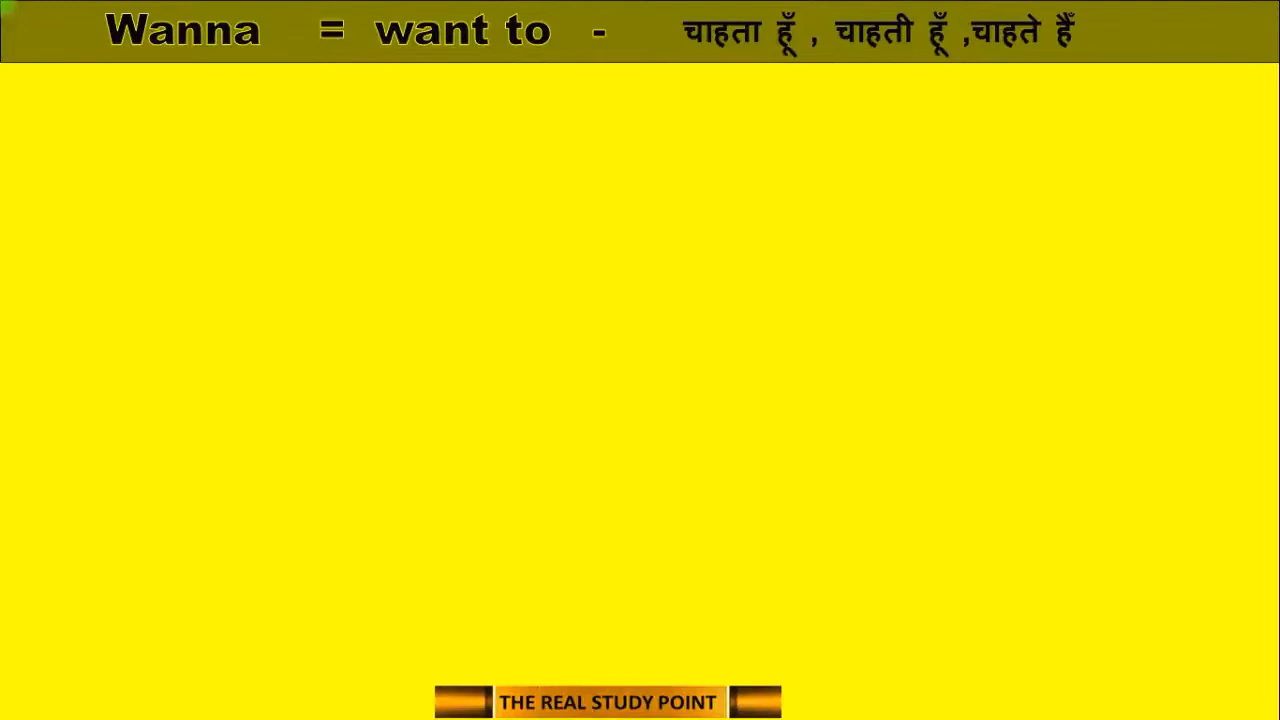 Wanna = want to - चाहता हूँ , चाहती हूँ ,चाहते हैं
THE REAL STUDY POINT